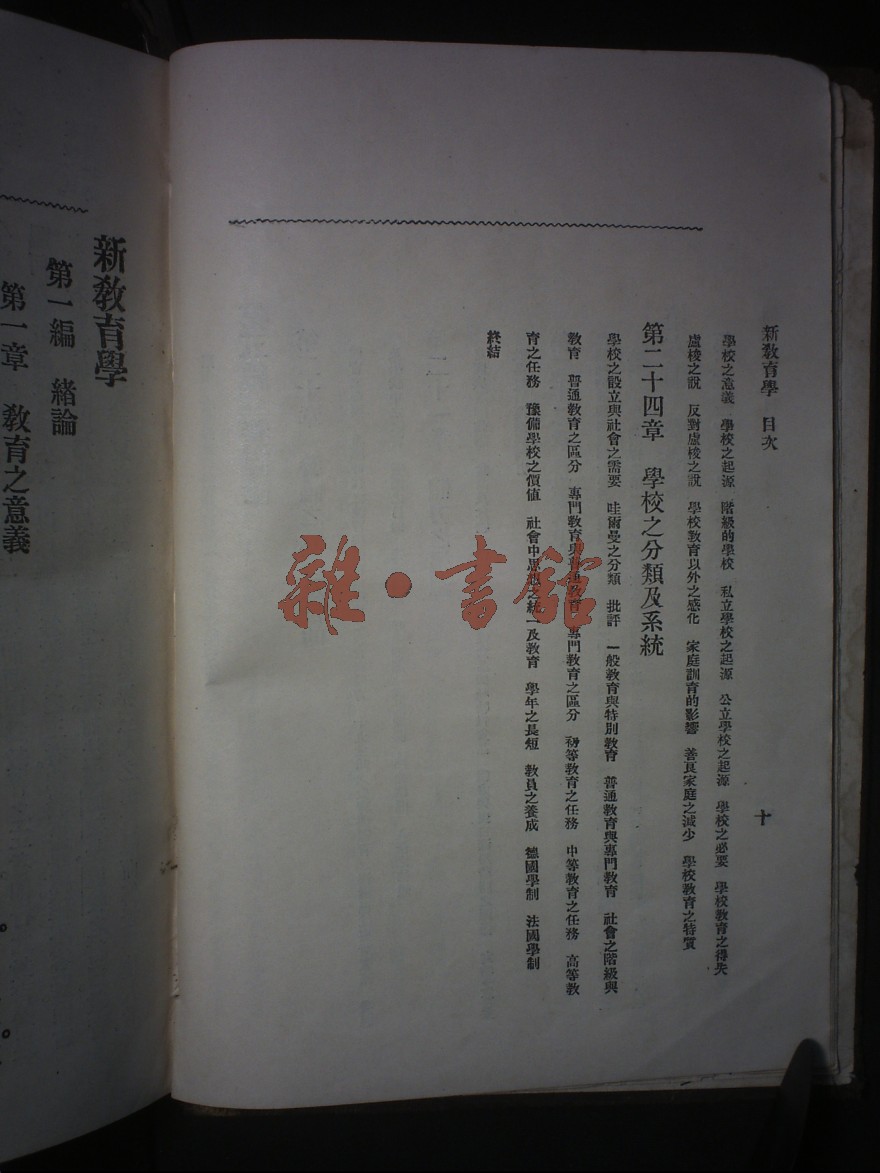 新教育學　目次　十
學校之意義　學校之起源　階級的學校　私立學校之起源　公立學校之起源　學校之必要　學校教育之得失
盧梭之說　反對盧梭之說　學校教育以外之感化　家庭訓育的影響　善良家庭之減少　學校教育之特質
第二十四章　學校之分類及系統
學校之設立與社會之需要　哇爾曼之分類　批評　一般教育與特別教育　普通教育與專門教育　社會之階級與
教育　普通教育之區分　專門教育與普通教育　專門教育之區分　初等教育之任務　中等教育之任務　高等教
育之任務　豫備學校之價値　社會中思想之統一及教育　學年之長短　教員之養成　德國學制　法國學制
終結
新教育學
第一編　緒論
第一章　教育之意義
雜·書館